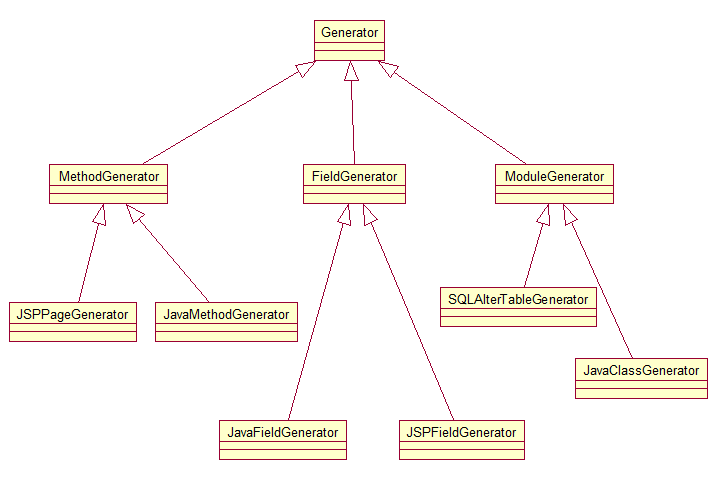 Generator
MethodGenerator
FieldGenerator
ModuleGenerator
SQLAlterTableGenerator
JSPPageGenerator
JavaMethodGenerator
JavaClassGenerator
JavaFieldGenerator
JSPFieldGenerator